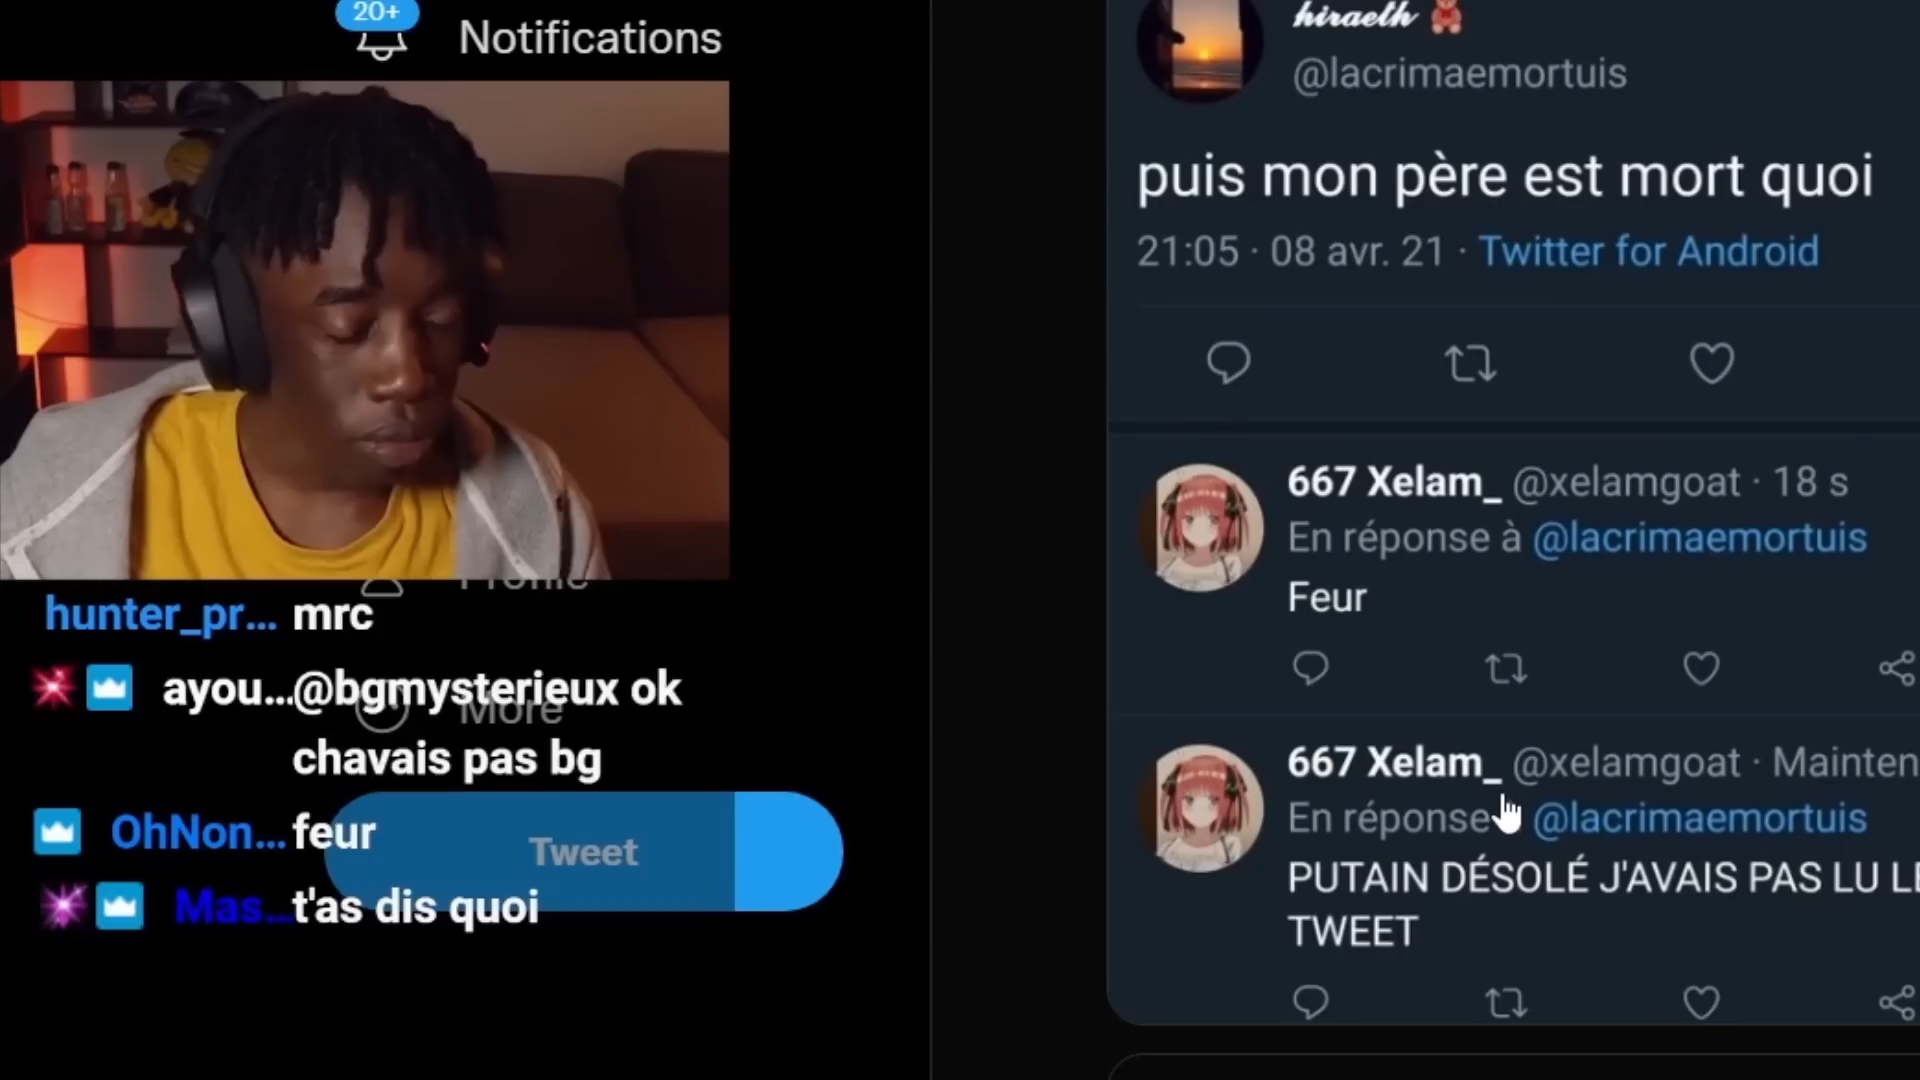 20+
Notifications
Profile
hunter_pr... mrc
ayou...@bgmysterieux ok
chavais pas bg
More
OhNon... feur
Tweet
Mas... t'as dis quoi
hiraeth
@lacrimaemortuis
puis mon père est mort quoi
21:05 · 08 avr. 21 · Twitter for Android
667 Xelam_ @xelamgoat · 18 s
En réponse à @lacrimaemortuis
Feur
667 Xelam_ @xelamgoat · Mainten
En réponse @lacrimaemortuis
PUTAIN DÉSOLÉ J'AVAIS PAS LU LE
TWEET